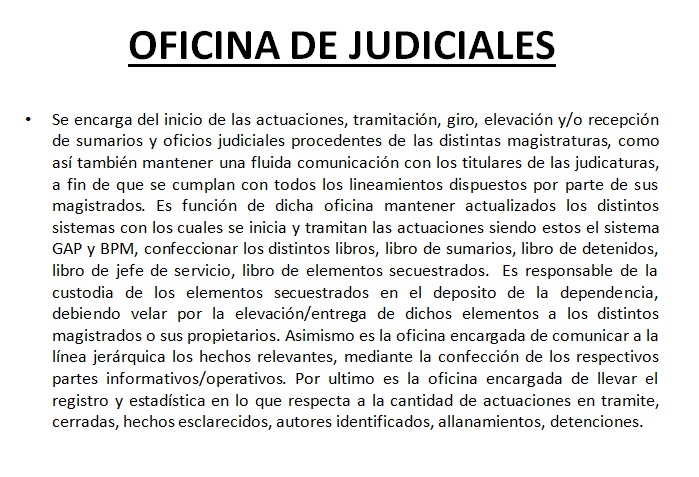 OFICINA DE JUDICIALES
• Se encarga del inicio de las actuaciones, tramitación, giro, elevación y/o recepción
de sumarios y oficios judiciales procedentes de las distintas magistraturas, como
así también mantener una fluida comunicación con los titulares de las judicaturas,
a fin de que se cumplan con todos los lineamientos dispuestos por parte de sus
magistrados. Es función de dicha oficina mantener actualizados los distintos
sistemas con los cuales se inicia y tramitan las actuaciones siendo estos el sistema
GAP y BPM, confeccionar los distintos libros, libro de sumarios, libro de detenidos,
libro de jefe de servicio, libro de elementos secuestrados. Es responsable de la
custodia de los elementos secuestrados en el deposito de la dependencia,
debiendo velar por la elevación/entrega de dichos elementos a los distintos
magistrados o sus propietarios. Asimismo es la oficina encargada de comunicar a la
línea jerárquica los hechos relevantes, mediante la confección de los respectivos
partes informativos/operativos. Por ultimo es la oficina encargada de llevar el
registro y estadística en lo que respecta a la cantidad de actuaciones en tramite,
cerradas, hechos esclarecidos, autores identificados, allanamientos, detenciones.